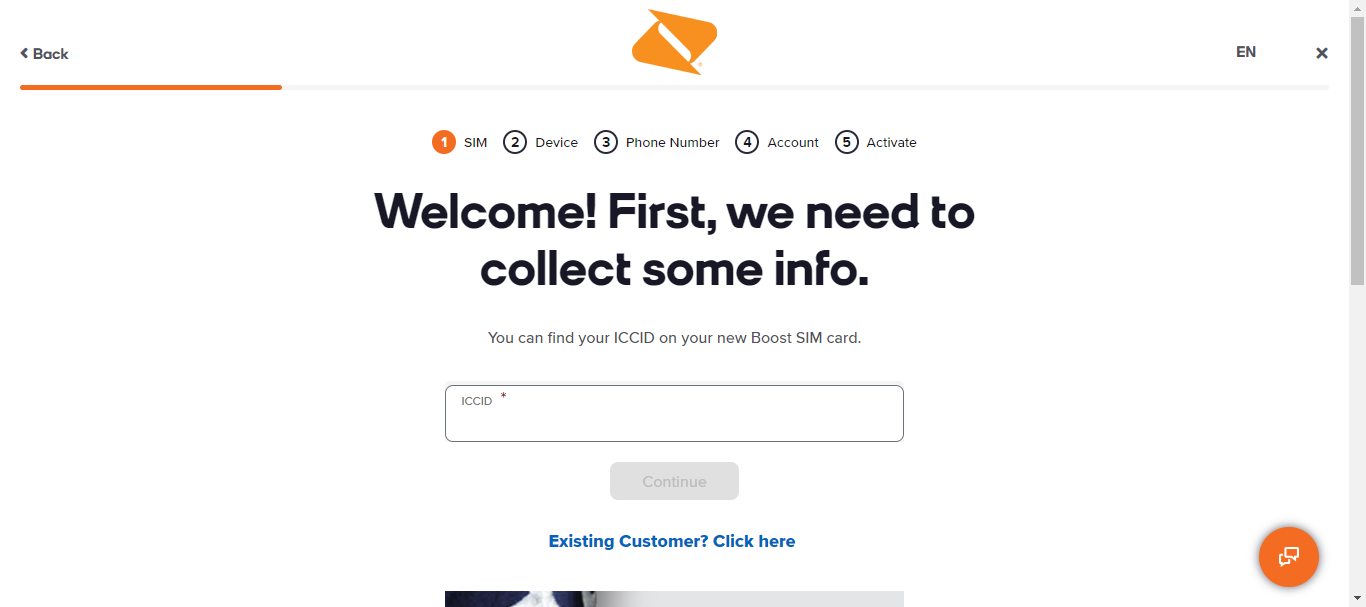 Back
EN
1 SIM 2 Device 3 Phone Number 4 Account 5 Activate
Welcome! First, we need to
collect some info.
You can find your ICCID on your new Boost SIM card.
ICCID *
Continue
Existing Customer? Click here